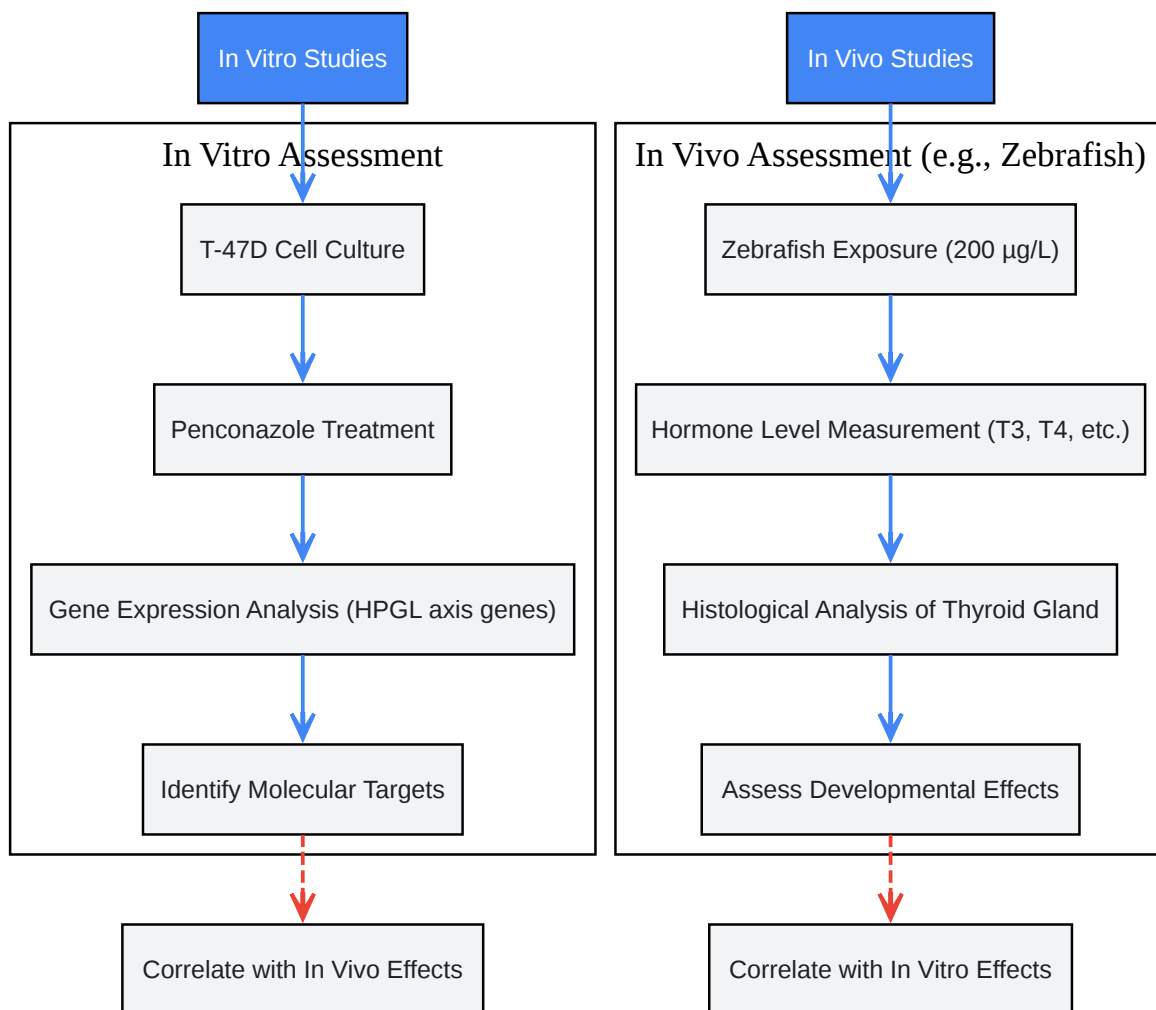 In Vitro Studies
In Vitro Assessment
T-47D Cell Culture
Penconazole Treatment
Gene Expression Analysis (HPGL axis genes)
Identify Molecular Targets
Correlate with In Vivo Effects
In Vivo Studies
In Vivo Assessment (e.g., Zebrafish)
Zebrafish Exposure (200 µg/L)
Hormone Level Measurement (T3, T4, etc.)
Histological Analysis of Thyroid Gland
Assess Developmental Effects
Correlate with In Vitro Effects